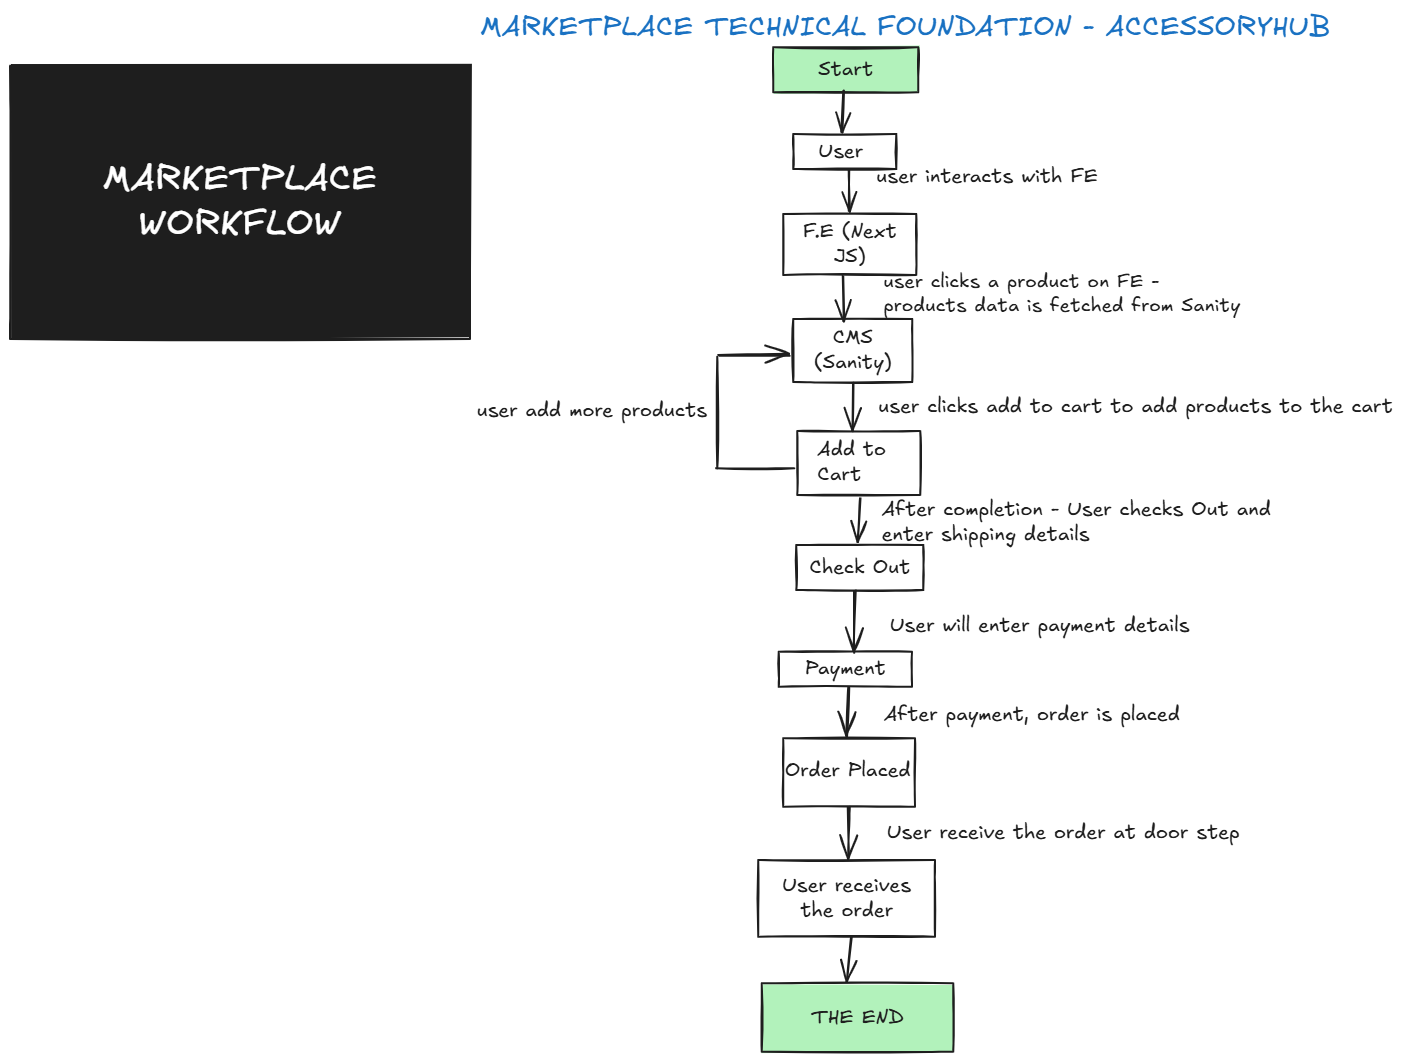 MARKETPLACE TECHNICAL FOUNDATION - ACCESSORYHUB
MARKETPLACE
WORKFLOW
Start
User
user interacts with FE
F.E (Next
JS)
user clicks a product on FE -
products data is fetched from Sanity
CMS
(Sanity)
user add more products
user clicks add to cart to add products to the cart
Add to
Cart
After completion - User checks Out and
enter shipping details
Check Out
User will enter payment details
Payment
After payment, order is placed
Order Placed
User receive the order at door step
User receives
the order
THE END